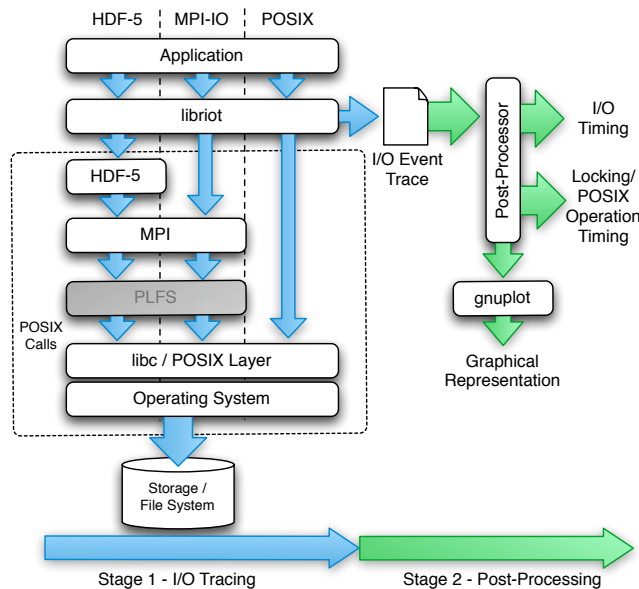 HDF-5 MPI-IO POSIX
Application
libriot
I/O Event
Trace
Post-Processor
I/O
Timing
Locking/
POSIX
Operation
Timing
gnuplot
Graphical
Representation
HDF-5
MPI
PLFS
POSIX
Calls
libc / POSIX Layer
Operating System
Storage /
File System
Stage 1 - I/O Tracing
Stage 2 - Post-Processing